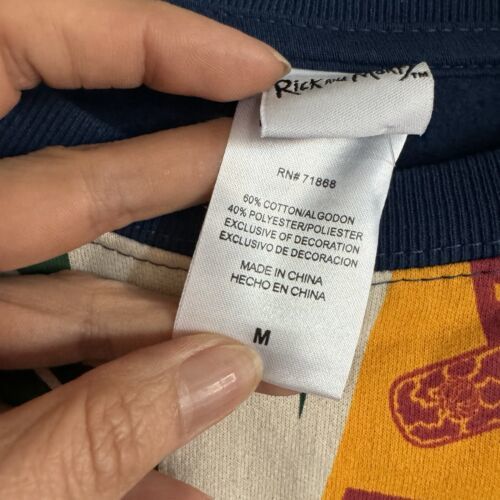 Rick and Morty™
RN# 71868
60% COTTON/ALGODON
40% POLYESTER/POLIESTER
EXCLUSIVE OF DECORATION
EXCLUSIVO DE DECORACION
MADE IN CHINA
HECHO EN CHINA
M